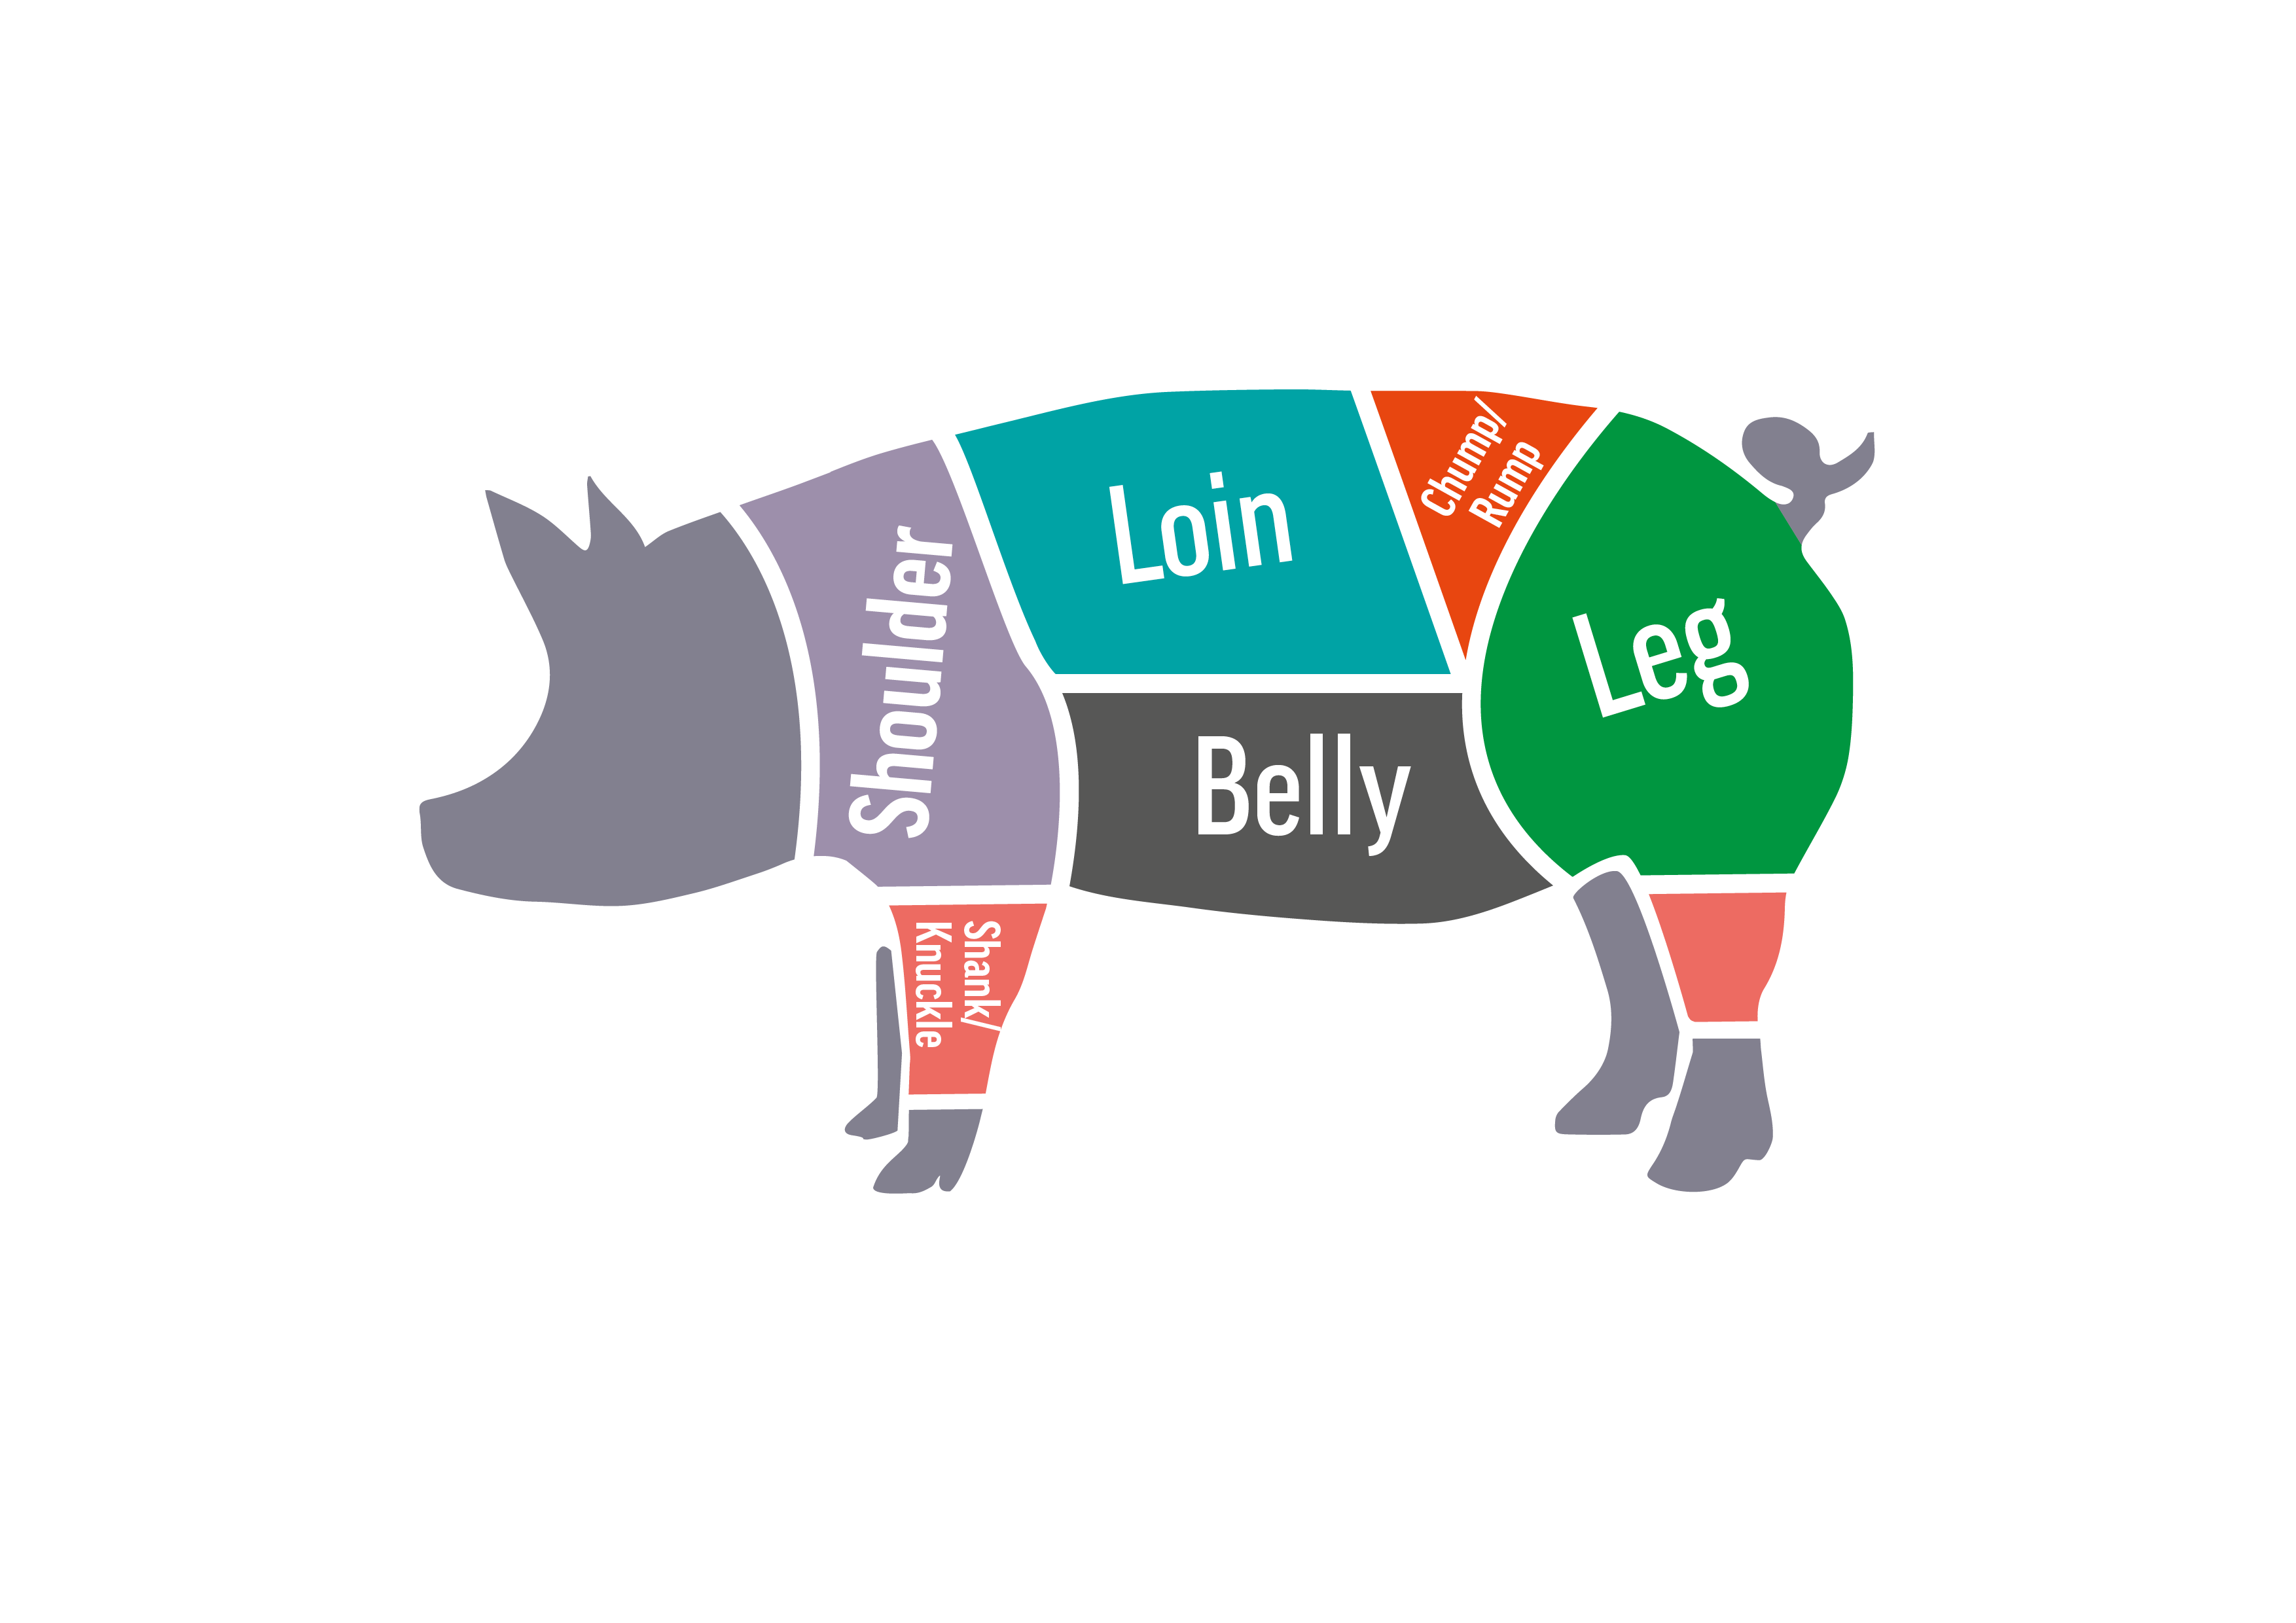 Shoulder
Loin
Chump/
Rump
Leg
Belly
Shank/
Knuckle